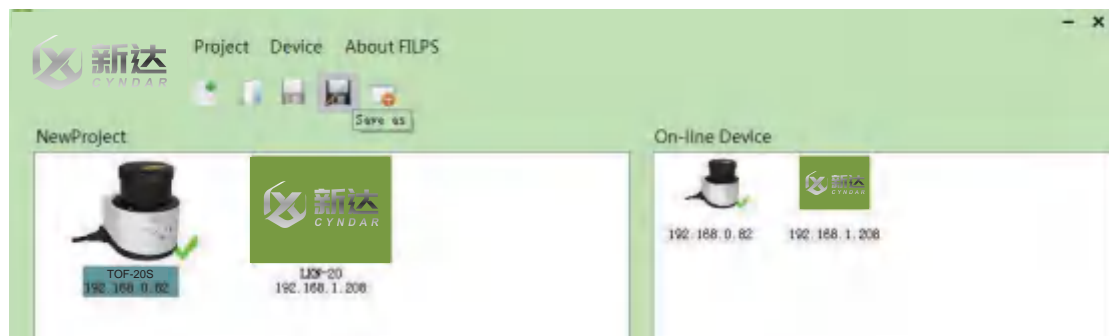 新达
CYNDAR
Project Device About FILPS
Save as
NewProject
On-line Device
新达
CYNDAR
新达
CYNDAR
TOF-20S
192.168.0.82
192.168.1.208
192.168.0.82
192.168.1.208